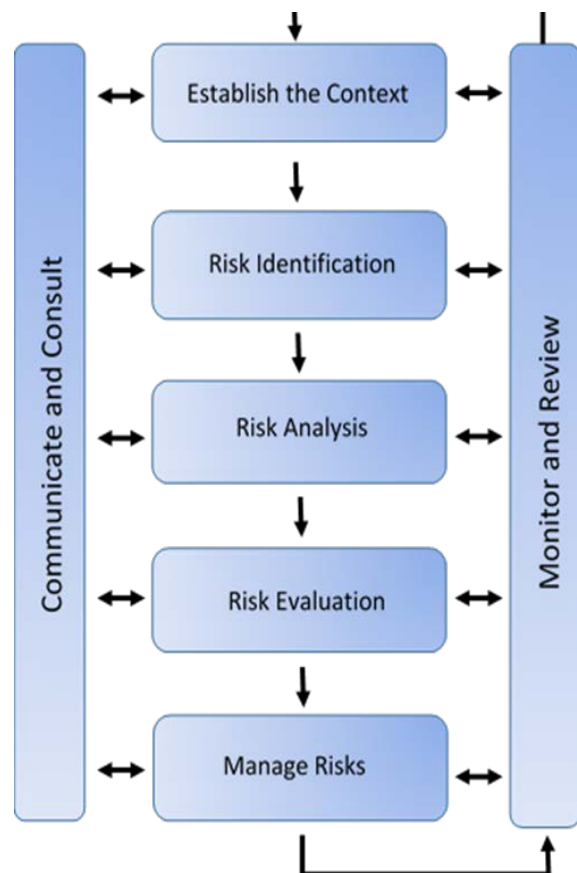 Establish the Context
Risk Identification
Risk Analysis
Risk Evaluation
Manage Risks
Communicate and Consult
Monitor and Review